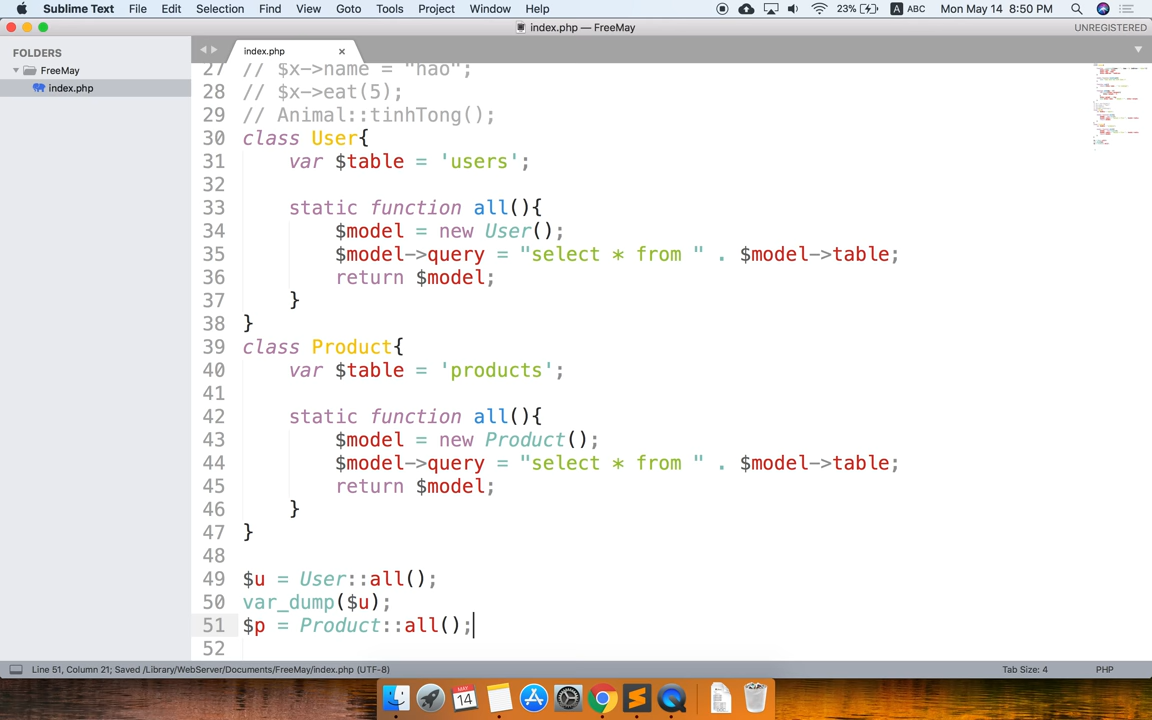 Sublime Text File Edit Selection Find View Goto Tools Project Window Help 23% A ABC Mon May 14 8:50 PM
index.php — FreeMay UNREGISTERED
FOLDERS
FreeMay
index.php
index.php ×
27 // $x->name = "hao";
28 // $x->eat(5);
29 // Animal::tinhTong();
30 class User{
31 var $table = 'users';
32
33 static function all(){
34 $model = new User();
35 $model->query = "select * from " . $model->table;
36 return $model;
37 }
38 }
39 class Product{
40 var $table = 'products';
41
42 static function all(){
43 $model = new Product();
44 $model->query = "select * from " . $model->table;
45 return $model;
46 }
47 }
48
49 $u = User::all();
50 var_dump($u);
51 $p = Product::all();
52
Line 51, Column 21; Saved /Library/WebServer/Documents/FreeMay/index.php (UTF-8) Tab Size: 4 PHP
MAY
14